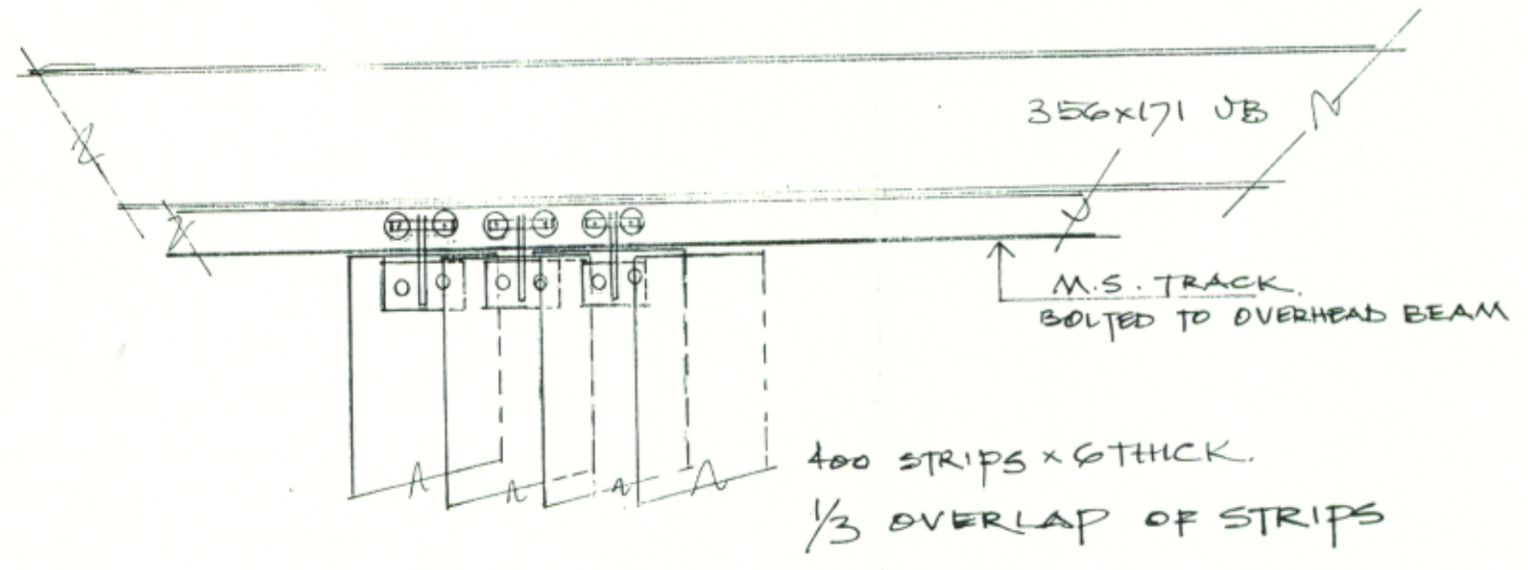 356x171 UB
M.S. TRACK.
BOLTED TO OVERHEAD BEAM
400 STRIPS x 6 THICK.
1/3 OVERLAP OF STRIPS